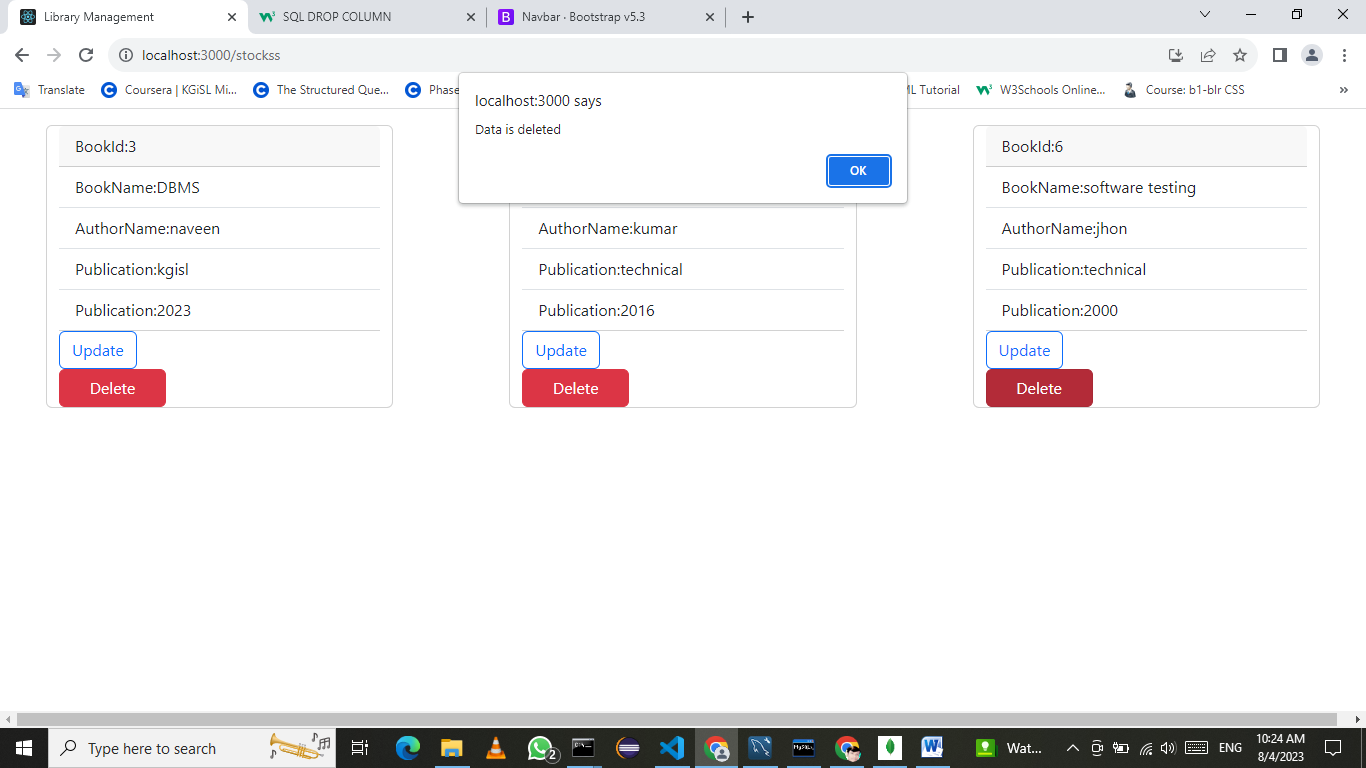 Library Management
SQL DROP COLUMN
Navbar · Bootstrap v5.3
localhost:3000/stockss
Translate
Coursera | KGiSL Mi...
The Structured Que...
Phase
ML Tutorial
W3Schools Online...
Course: b1-blr CSS
»
localhost:3000 says
Data is deleted
OK
BookId:3
BookName:DBMS
AuthorName:naveen
Publication:kgisl
Publication:2023
Update
Delete
AuthorName:kumar
Publication:technical
Publication:2016
Update
Delete
BookId:6
BookName:software testing
AuthorName:jhon
Publication:technical
Publication:2000
Update
Delete
Type here to search
2
Wat...
ENG
10:24 AM
8/4/2023